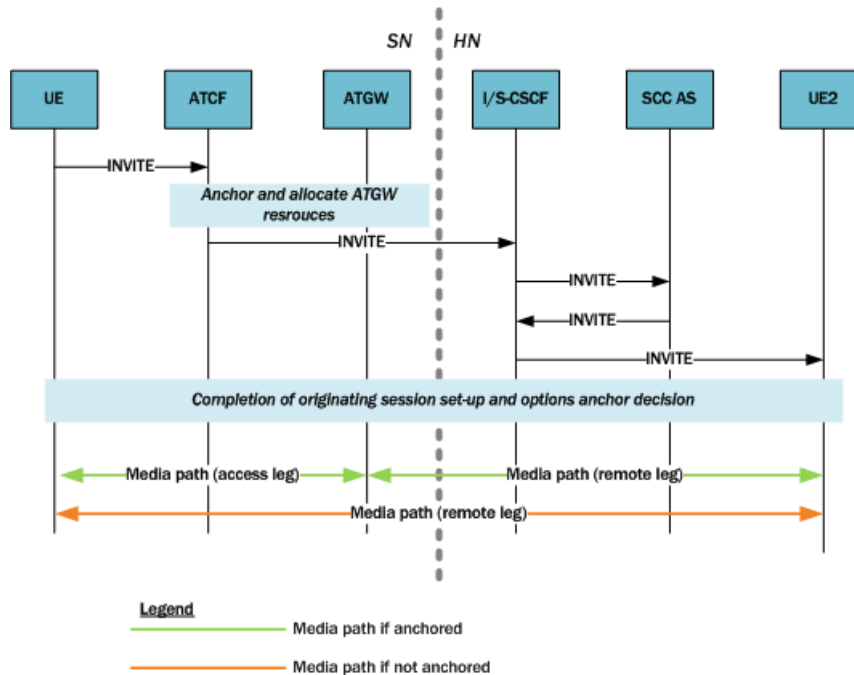 SN HN
UE ATCF ATGW I/S-CSCF SCC AS UE2
INVITE
Anchor and allocate ATGW
resrouces
INVITE
INVITE
INVITE
INVITE
Completion of originating session set-up and options anchor decision
Media path (access leg) Media path (remote leg)
Media path (remote leg)
Legend
Media path if anchored
Media path if not anchored